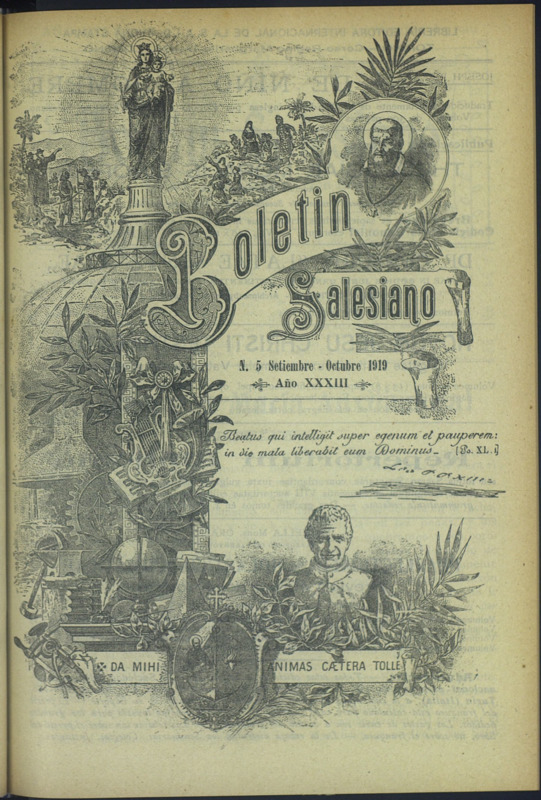 Boletin
Salesiano
N. 5 Setiembre - Octubre 1919
Año XXXIII
Beatus qui intelligit super egenum et pauperem:
in die mala liberabit eum Dominus._ [Ps. XL. 1]
DA MIHI ANIMAS CÆTERA TOLLE